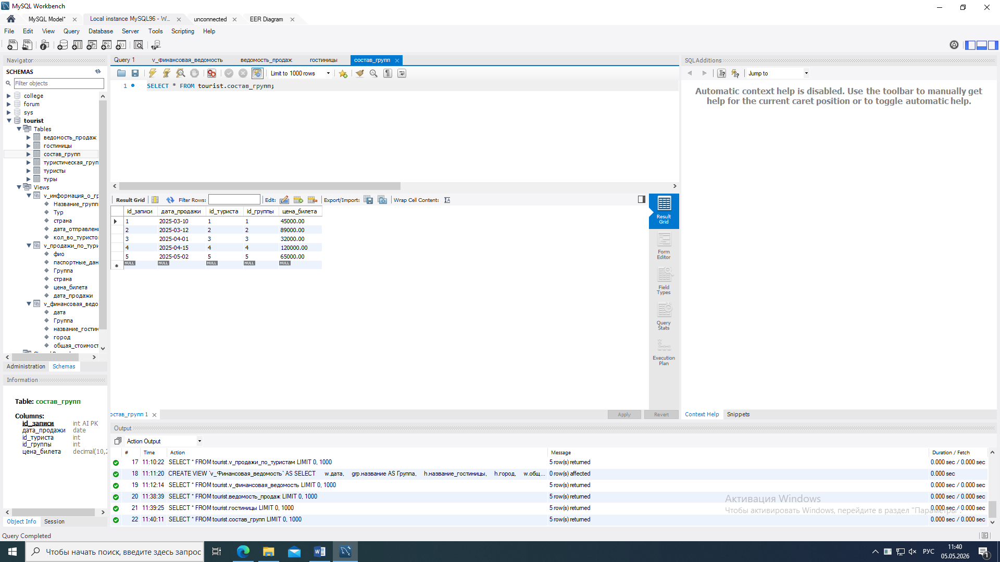 MySQL Workbench
MySQL Model*
Local instance MySQL96 - W...
unconnected
EER Diagram
File Edit View Query Database Server Tools Scripting Help
Navigator
SCHEMAS
Filter objects
college
forum
sys
tourist
Tables
ведомость_продаж
гостиницы
состав_групп
туристическая_груп
туристы
туры
Views
v_информация_о_гр
Название_групп
Тур
страна
дата_отправлен
кол_во_туристо
v_продажи_по_тури
фио
паспортные_дан
Группа
страна
цена_билета
дата_продажи
v_финансовая_ведо
дата
Группа
название_гостин
город
общая_стоимост
Administration Schemas
Information
Table: состав_групп
Columns:
id_записи int AI PK
дата_продажи date
id_туриста int
id_группы int
цена_билета decimal(10,2
Object Info Session
Query Completed
Query 1 v_финансовая_ведомость ведомость_продаж гостиницы состав_групп
Limit to 1000 rows
1 SELECT * FROM tourist.состав_групп;
Result Grid Filter Rows: Edit: Export/Import: Wrap Cell Content:
id_записи дата_продажи id_туриста id_группы цена_билета
1 2025-03-10 1 1 45000.00
2 2025-03-12 2 2 89000.00
3 2025-04-01 3 3 32000.00
4 2025-04-15 4 4 120000.00
5 2025-05-02 5 5 65000.00
NULL NULL NULL NULL NULL
Result Grid
Form Editor
Field Types
Query Stats
Execution Plan
остав_групп 1
Apply Revert
SQLAdditions
Jump to
Automatic context help is disabled. Use the toolbar to manually get
help for the current caret position or to toggle automatic help.
Context Help Snippets
Output
Action Output
# Time Action Message Duration / Fetch
17 11:10:22 SELECT * FROM tourist.v_продажи_по_туристам LIMIT 0, 1000 5 row(s) returned 0.000 sec / 0.000 sec
18 11:11:20 CREATE VIEW `v_Финансовая_ведомость` AS SELECT w.дата, grp.название AS Группа, h.название_гостиницы, h.город, w.общ... 0 row(s) affected 0.000 sec
19 11:12:14 SELECT * FROM tourist.v_финансовая_ведомость LIMIT 0, 1000 5 row(s) returned 0.000 sec / 0.000 sec
20 11:38:39 SELECT * FROM tourist.ведомость_продаж LIMIT 0, 1000 5 row(s) returned 0.000 sec / 0.000 sec
21 11:39:25 SELECT * FROM tourist.гостиницы LIMIT 0, 1000 5 row(s) returned 0.000 sec / 0.000 sec
22 11:40:11 SELECT * FROM tourist.состав_групп LIMIT 0, 1000 5 row(s) returned 0.000 sec / 0.000 sec
Активация Windows
Чтобы активировать Windows, перейдите в раздел "Параметры".
Чтобы начать поиск, введите здесь запрос
РУС
11:40
05.05.2026
1